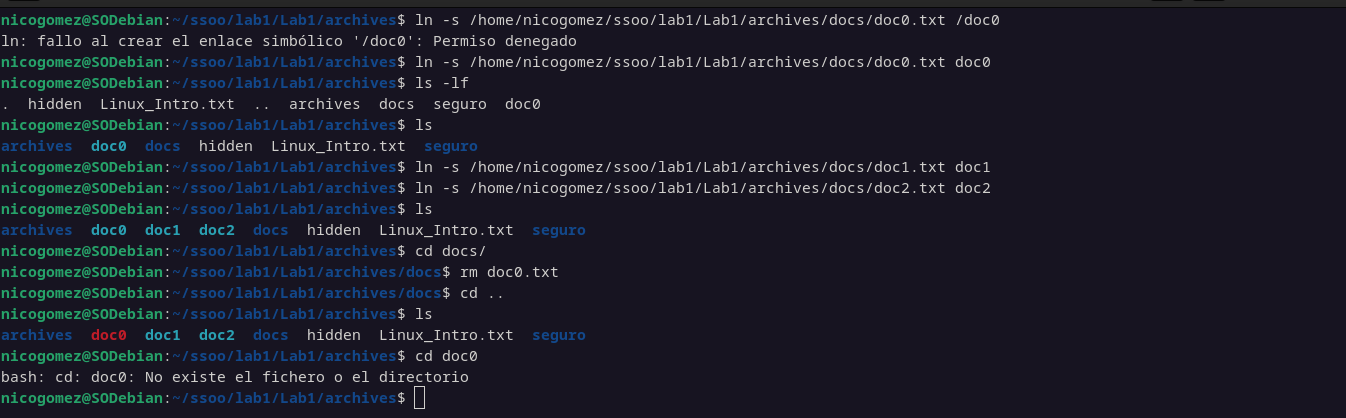 nicogomez@SODebian:~/ssoo/lab1/Lab1/archives$ ln -s /home/nicogomez/ssoo/lab1/Lab1/archives/docs/doc0.txt /doc0
ln: fallo al crear el enlace simbólico '/doc0': Permiso denegado
nicogomez@SODebian:~/ssoo/lab1/Lab1/archives$ ln -s /home/nicogomez/ssoo/lab1/Lab1/archives/docs/doc0.txt doc0
nicogomez@SODebian:~/ssoo/lab1/Lab1/archives$ ls -lf
.  hidden  Linux_Intro.txt  ..  archives  docs  seguro  doc0
nicogomez@SODebian:~/ssoo/lab1/Lab1/archives$ ls
archives  doc0  docs  hidden  Linux_Intro.txt  seguro
nicogomez@SODebian:~/ssoo/lab1/Lab1/archives$ ln -s /home/nicogomez/ssoo/lab1/Lab1/archives/docs/doc1.txt doc1
nicogomez@SODebian:~/ssoo/lab1/Lab1/archives$ ln -s /home/nicogomez/ssoo/lab1/Lab1/archives/docs/doc2.txt doc2
nicogomez@SODebian:~/ssoo/lab1/Lab1/archives$ ls
archives  doc0  doc1  doc2  docs  hidden  Linux_Intro.txt  seguro
nicogomez@SODebian:~/ssoo/lab1/Lab1/archives$ cd docs/
nicogomez@SODebian:~/ssoo/lab1/Lab1/archives/docs$ rm doc0.txt
nicogomez@SODebian:~/ssoo/lab1/Lab1/archives/docs$ cd ..
nicogomez@SODebian:~/ssoo/lab1/Lab1/archives$ ls
archives  doc0  doc1  doc2  docs  hidden  Linux_Intro.txt  seguro
nicogomez@SODebian:~/ssoo/lab1/Lab1/archives$ cd doc0
bash: cd: doc0: No existe el fichero o el directorio
nicogomez@SODebian:~/ssoo/lab1/Lab1/archives$